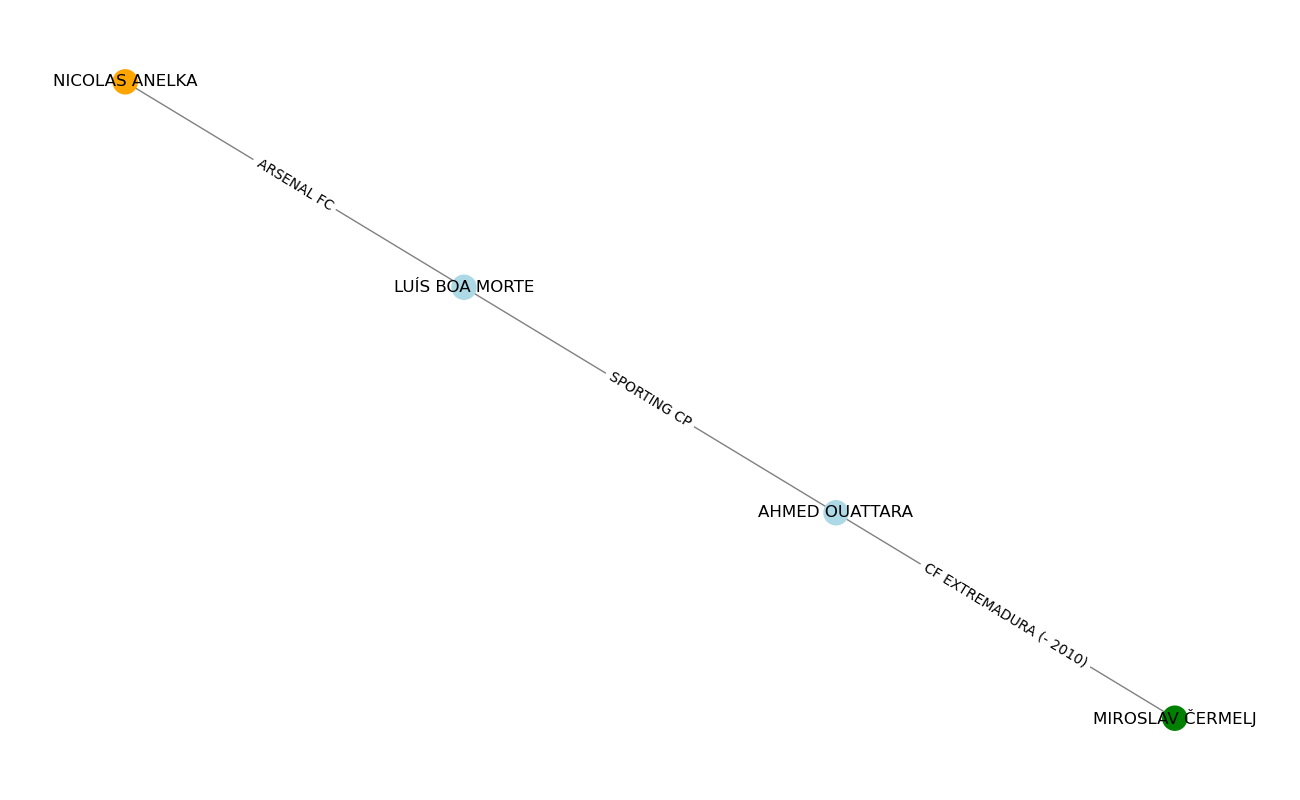 NICOLAS ANELKA
ARSENAL FC
LUÍS BOA MORTE
SPORTING CP
AHMED OUATTARA
CF EXTREMADURA (- 2010)
MIROSLAV ČERMELJ